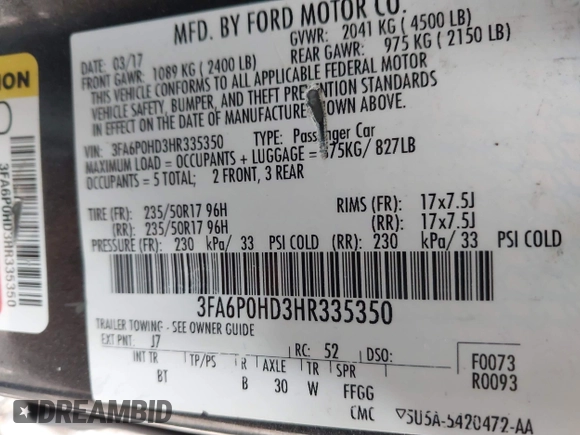 MFD. BY FORD MOTOR CO.
DATE: 03/17 GVWR: 2041 KG (4500 LB)
FRONT GAWR: 1089 KG (2400 LB) REAR GAWR: 975 KG (2150 LB)
THIS VEHICLE CONFORMS TO ALL APPLICABLE FEDERAL MOTOR
VEHICLE SAFETY, BUMPER, AND THEFT PREVENTION STANDARDS
IN EFFECT ON THE DATE OF MANUFACTURE SHOWN ABOVE.
VIN: 3FA6P0HD3HR335350 TYPE: Passenger Car
MAXIMUM LOAD = OCCUPANTS + LUGGAGE = 375KG/ 827LB
OCCUPANTS = 5 TOTAL; 2 FRONT, 3 REAR
TIRE (FR): 235/50R17 96H RIMS (FR): 17x7.5J
(RR): 235/50R17 96H (RR): 17x7.5J
PRESSURE (FR): 230 kPa/ 33 PSI COLD (RR): 230 kPa/ 33 PSI COLD
3FA6P0HD3HR335350
TRAILER TOWING - SEE OWNER GUIDE
EXT PNT: J7 RC: 52 DSO: F0073
INT TR TP/PS R AXLE TR SPR R0093
BT B 30 W FFGG
CMC ▽5U5A-5420472-AA
3FA6P0HD3HR335350
EDREAMBID